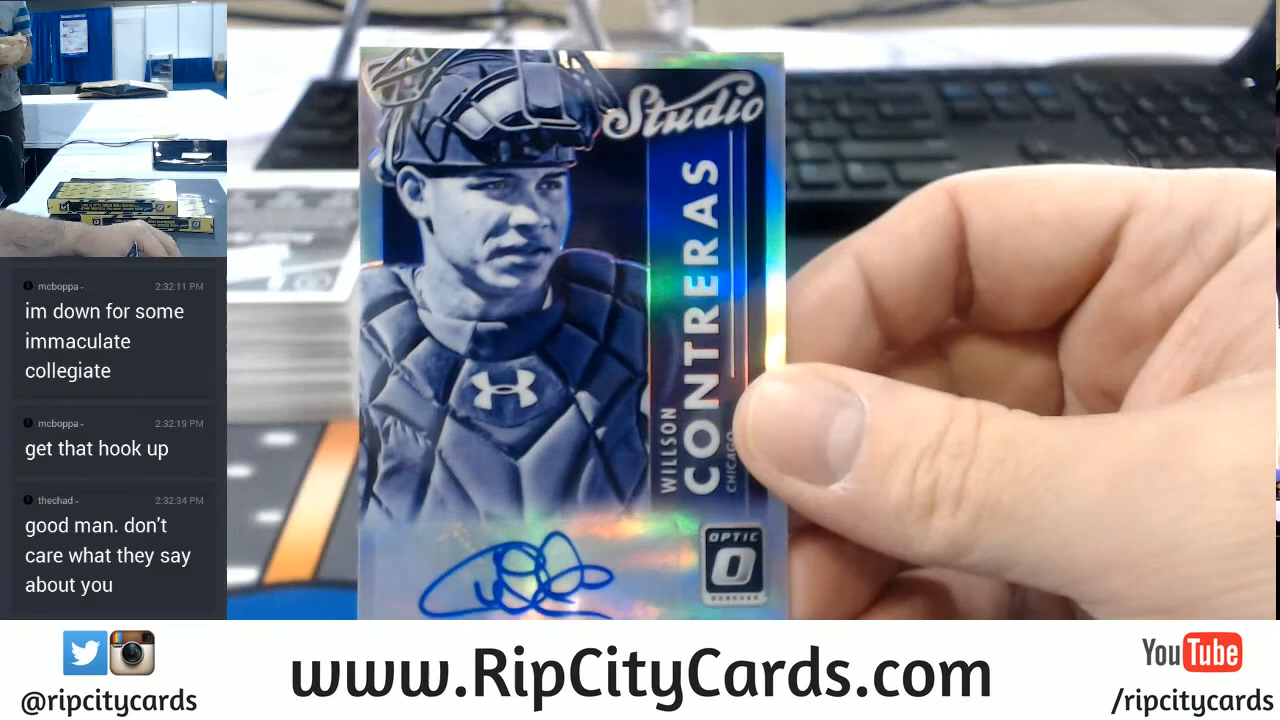 mcboppa-
2:32:11 PM
im down for some
immaculate
collegiate
mcboppa-
2:32:19 PM
get that hook up
thechad-
2:32:34 PM
good man. don't
care what they say
about you
Studio
WILLSON
CONTRERAS
CHICAGO
OPTIC
O
DONRUSS
@ripcitycards
www.RipCityCards.com
YouTube
/ripcitycards